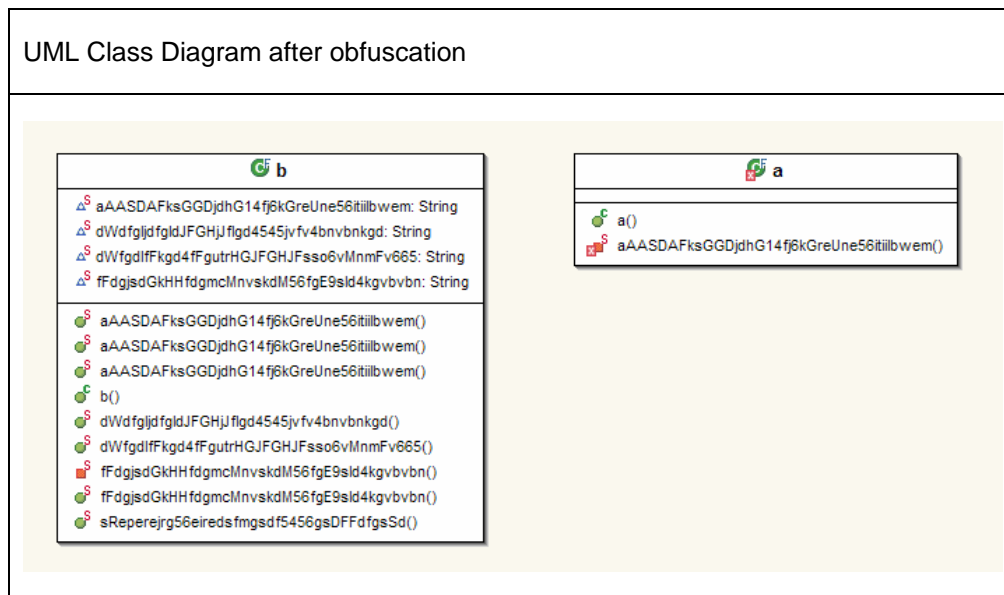 UML Class Diagram after obfuscation
b
aAASDAFksGGDjdhG14fj6kGreUne56itiilbwem: String
dWdfgljdfgldJFGHjJflgd4545jvfv4bnvbnkgd: String
dWfgdlfFkgd4fFgutrHGJFGHJFsso6vMnmFv665: String
fFdgjsdGkHHfdgmcMnvskdM56fgE9sld4kgvbvbn: String
aAASDAFksGGDjdhG14fj6kGreUne56itiilbwem()
aAASDAFksGGDjdhG14fj6kGreUne56itiilbwem()
aAASDAFksGGDjdhG14fj6kGreUne56itiilbwem()
b()
dWdfgljdfgldJFGHjJflgd4545jvfv4bnvbnkgd()
dWfgdlfFkgd4fFgutrHGJFGHJFsso6vMnmFv665()
fFdgjsdGkHHfdgmcMnvskdM56fgE9sld4kgvbvbn()
fFdgjsdGkHHfdgmcMnvskdM56fgE9sld4kgvbvbn()
sReperejrg56eiredsfmgsdf5456gsDFFdfgsSd()
a
a()
aAASDAFksGGDjdhG14fj6kGreUne56itiilbwem()